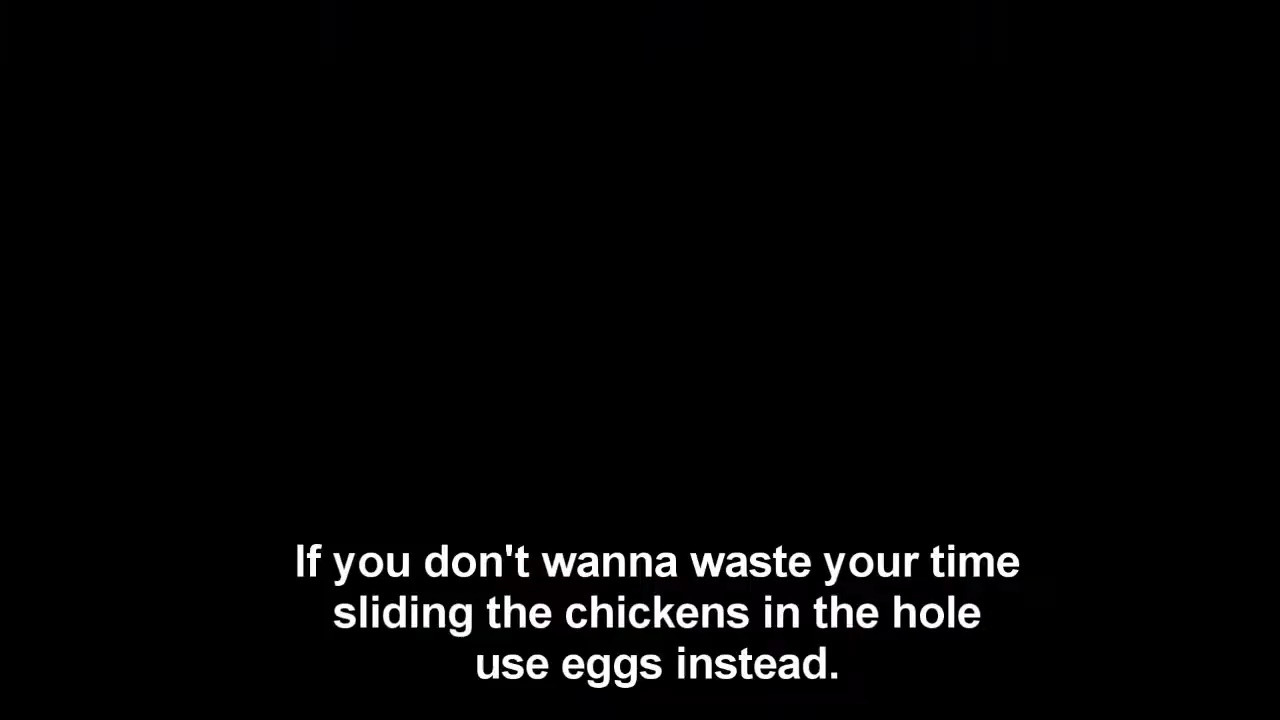 If you don't wanna waste your time
sliding the chickens in the hole
use eggs instead.